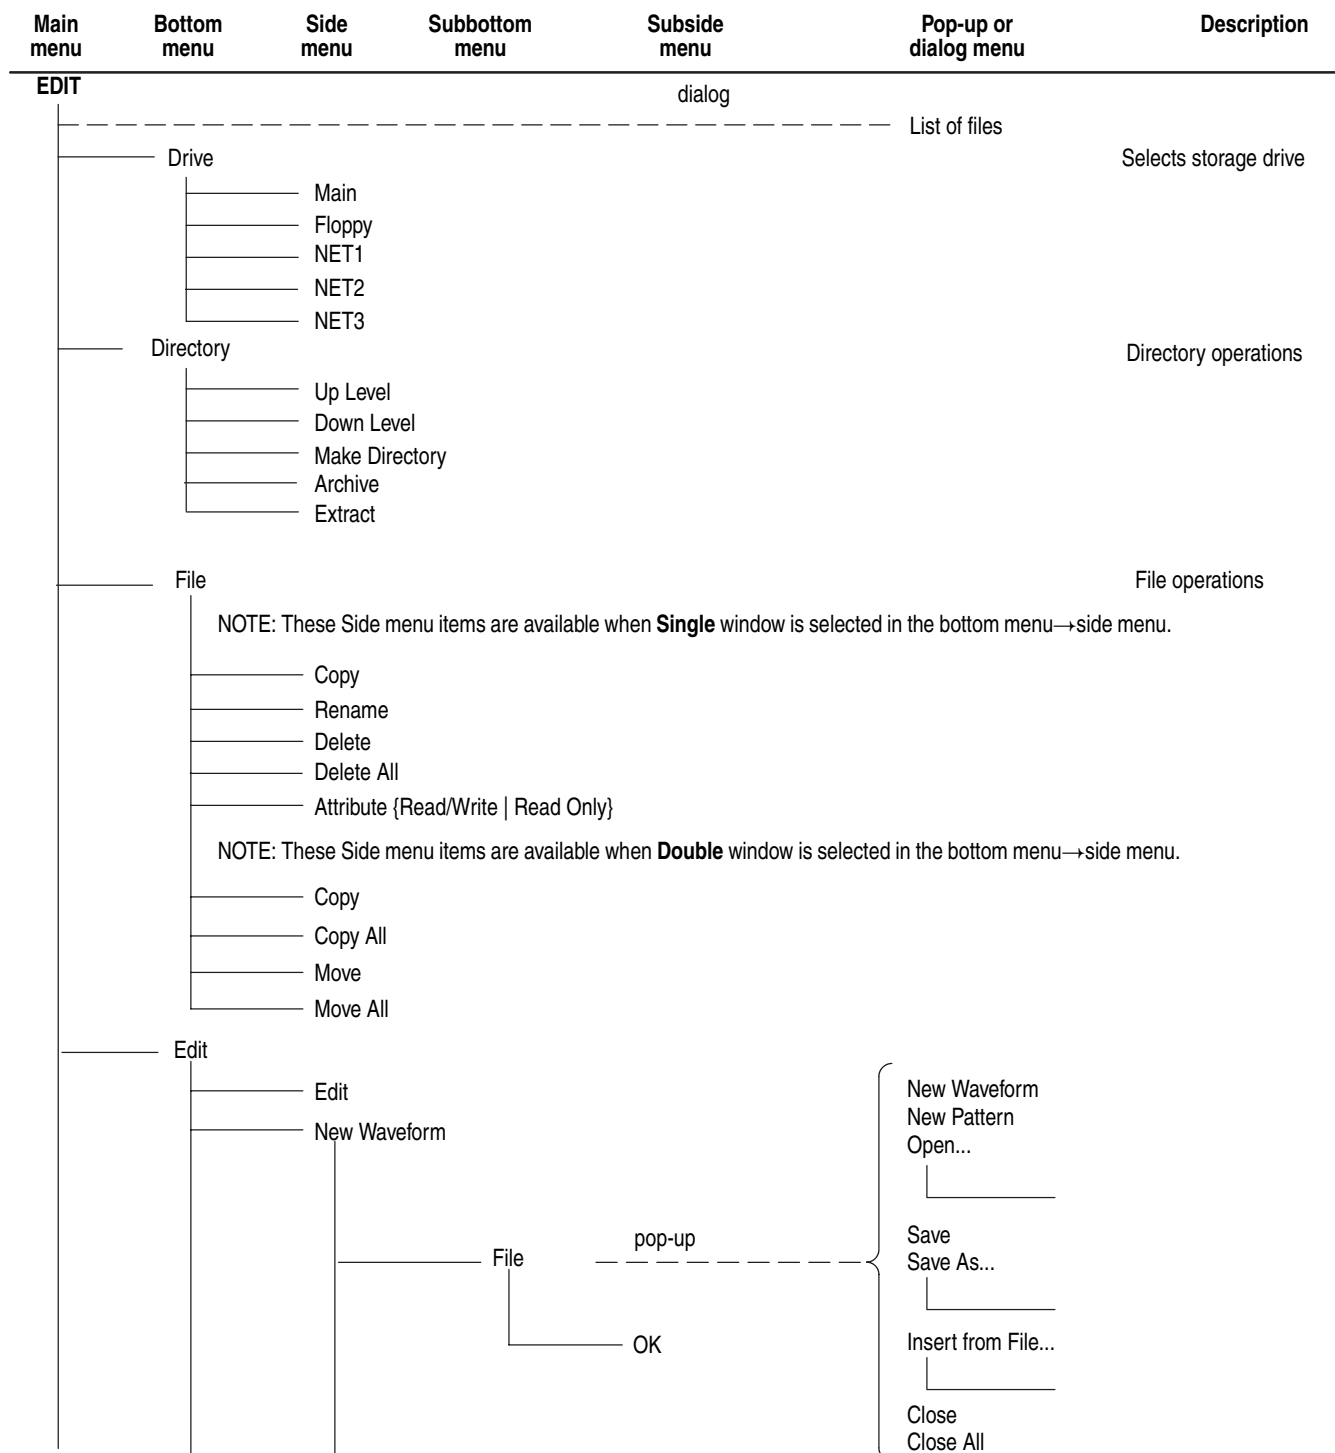 Main menu Bottom menu Side menu Subbottom menu Subside menu Pop-up or dialog menu Description
EDIT
dialog
List of files
Drive Selects storage drive
Main
Floppy
NET1
NET2
NET3
Directory Directory operations
Up Level
Down Level
Make Directory
Archive
Extract
File File operations
NOTE: These Side menu items are available when Single window is selected in the bottom menu→side menu.
Copy
Rename
Delete
Delete All
Attribute {Read/Write | Read Only}
NOTE: These Side menu items are available when Double window is selected in the bottom menu→side menu.
Copy
Copy All
Move
Move All
Edit
Edit
New Waveform
File
pop-up
OK
New Waveform
New Pattern
Open...
Save
Save As...
Insert from File...
Close
Close All